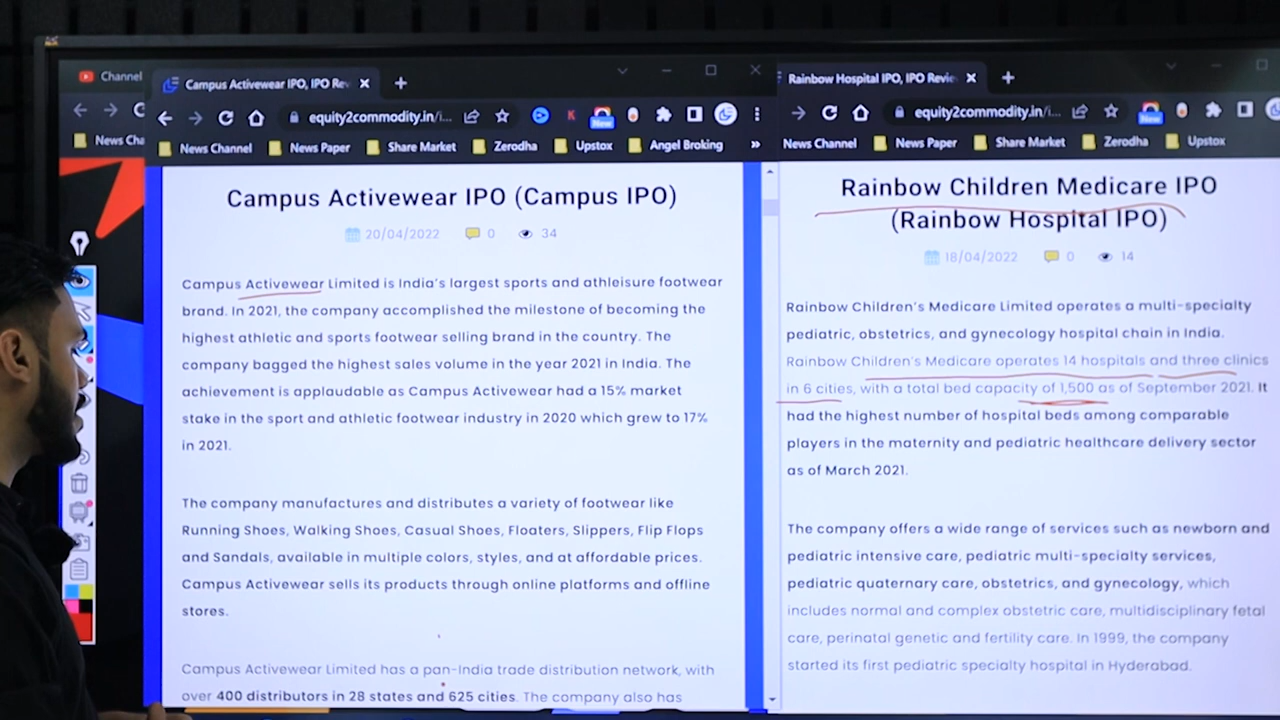 Channel
Campus Activewear IPO, IPO Rev
Rainbow Hospital IPO, IPO Revie
equity2commodity.in/i...
New
equity2commodity.in/i...
New
News Cha
News Channel
News Paper
Share Market
Zerodha
Upstox
Angel Broking
»
News Channel
News Paper
Share Market
Zerodha
Upstox
Campus Activewear IPO (Campus IPO)
20/04/2022 0 34
Campus Activewear Limited is India's largest sports and athleisure footwear
brand. In 2021, the company accomplished the milestone of becoming the
highest athletic and sports footwear selling brand in the country. The
company bagged the highest sales volume in the year 2021 in India. The
achievement is applaudable as Campus Activewear had a 15% market
stake in the sport and athletic footwear industry in 2020 which grew to 17%
in 2021.
The company manufactures and distributes a variety of footwear like
Running Shoes, Walking Shoes, Casual Shoes, Floaters, Slippers, Flip Flops
and Sandals, available in multiple colors, styles, and at affordable prices.
Campus Activewear sells its products through online platforms and offline
stores.
Campus Activewear Limited has a pan-India trade distribution network, with
over 400 distributors in 28 states and 625 cities. The company also has
Rainbow Children Medicare IPO
(Rainbow Hospital IPO)
18/04/2022 0 14
Rainbow Children's Medicare Limited operates a multi-specialty
pediatric, obstetrics, and gynecology hospital chain in India.
Rainbow Children's Medicare operates 14 hospitals and three clinics
in 6 cities, with a total bed capacity of 1,500 as of September 2021. It
had the highest number of hospital beds among comparable
players in the maternity and pediatric healthcare delivery sector
as of March 2021.
The company offers a wide range of services such as newborn and
pediatric intensive care, pediatric multi-specialty services,
pediatric quaternary care, obstetrics, and gynecology, which
includes normal and complex obstetric care, multidisciplinary fetal
care, perinatal genetic and fertility care. In 1999, the company
started its first pediatric specialty hospital in Hyderabad.